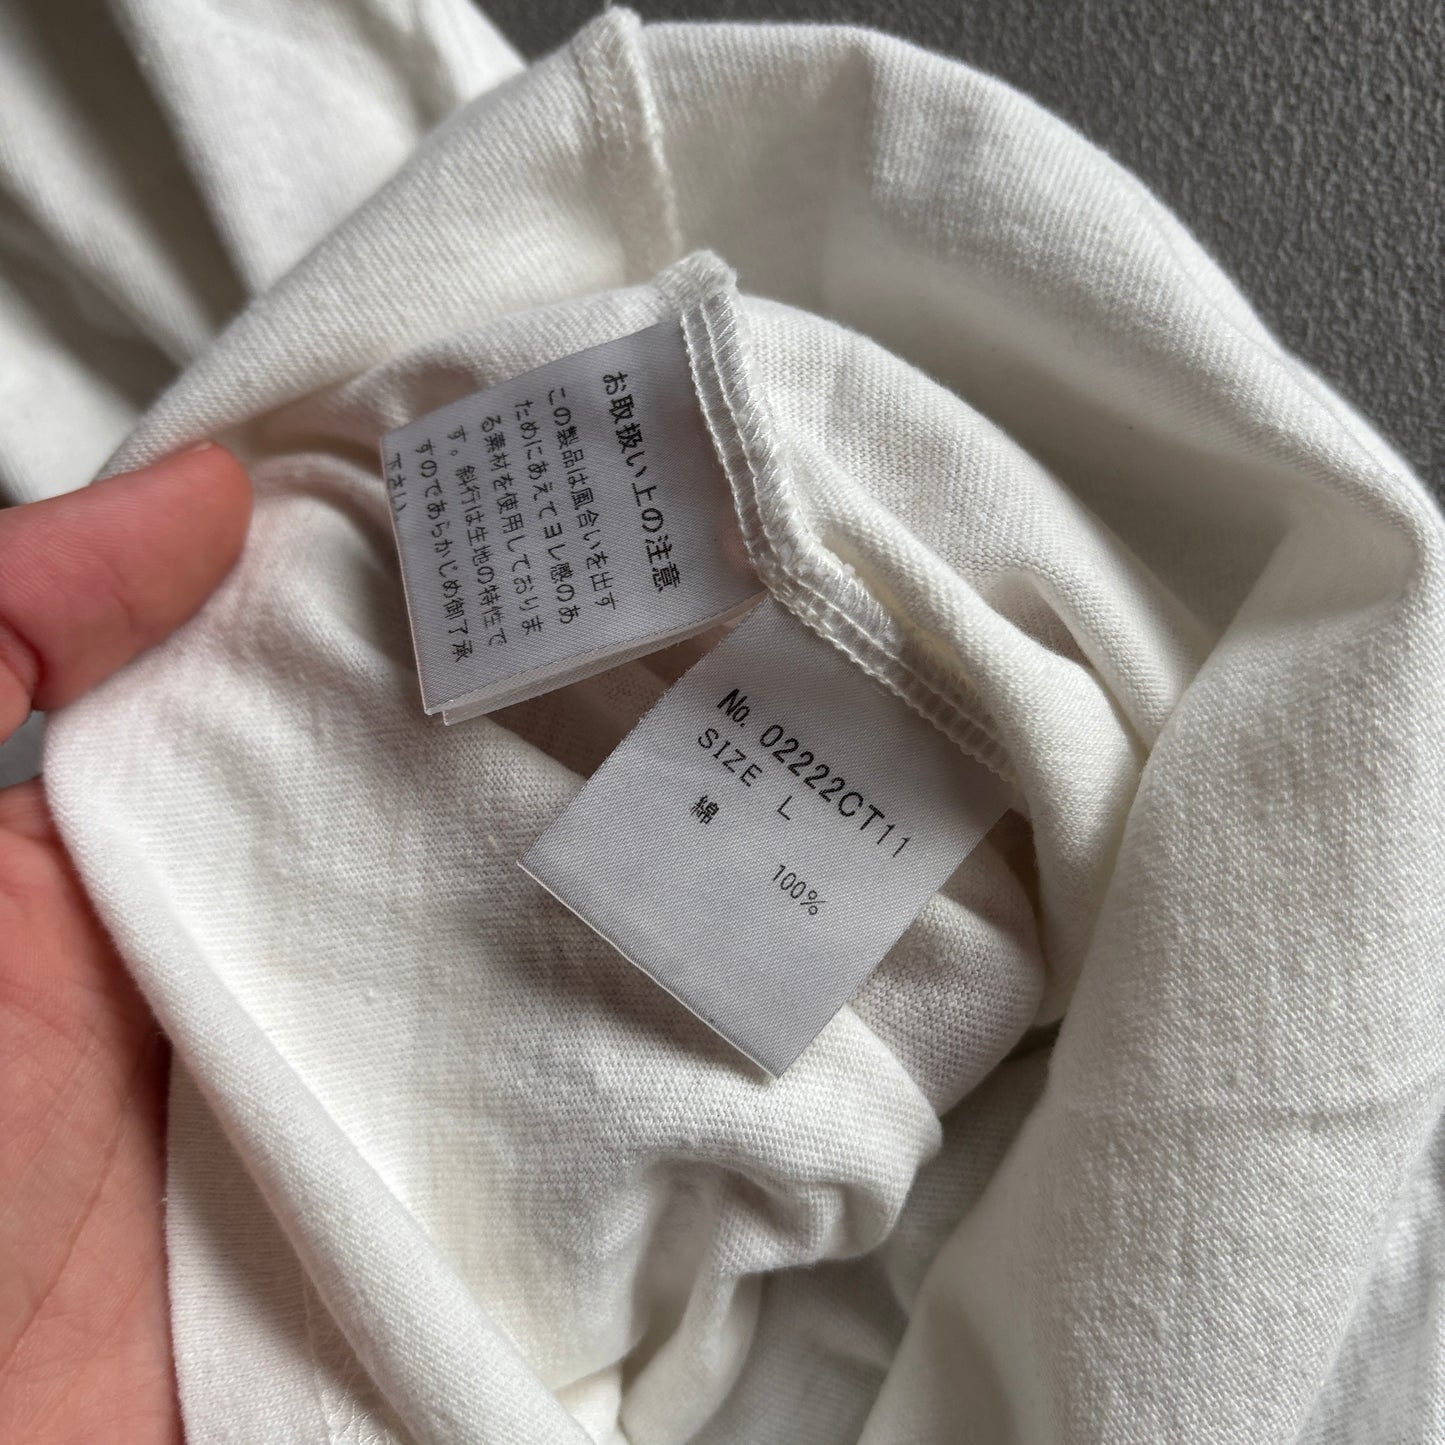 お取扱い上の注意
この製品は風合いを出す
ためにあえてヨレ感のあ
る素材を使用しておりま
す。斜行は生地の特性で
すのであらかじめ御了承
下さい
No. 02222CT11
SIZE L
綿 100%